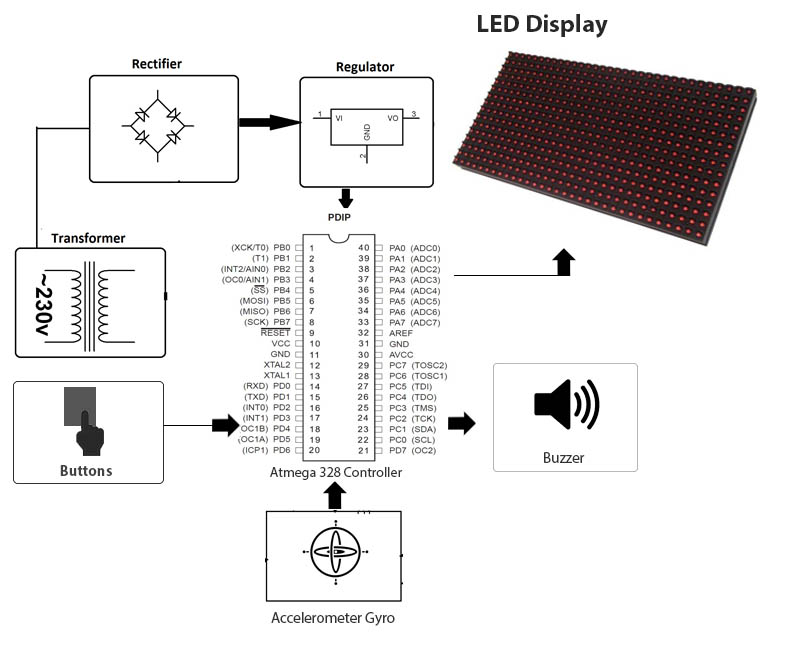 LED Display
Rectifier
Regulator
1 VI VO 3
GND
2
PDIP
Transformer
~230v
(XCK/T0) PB0 1 40 PA0 (ADC0)
(T1) PB1 2 39 PA1 (ADC1)
(INT2/AIN0) PB2 3 38 PA2 (ADC2)
(OC0/AIN1) PB3 4 37 PA3 (ADC3)
(SS) PB4 5 36 PA4 (ADC4)
(MOSI) PB5 6 35 PA5 (ADC5)
(MISO) PB6 7 34 PA6 (ADC6)
(SCK) PB7 8 33 PA7 (ADC7)
RESET 9 32 AREF
VCC 10 31 GND
GND 11 30 AVCC
XTAL2 12 29 PC7 (TOSC2)
XTAL1 13 28 PC6 (TOSC1)
(RXD) PD0 14 27 PC5 (TDI)
(TXD) PD1 15 26 PC4 (TDO)
(INT0) PD2 16 25 PC3 (TMS)
(INT1) PD3 17 24 PC2 (TCK)
OC1B) PD4 18 23 PC1 (SDA)
OC1A) PD5 19 22 PC0 (SCL)
(ICP1) PD6 20 21 PD7 (OC2)
Buttons
Buzzer
Atmega 328 Controller
Accelerometer Gyro